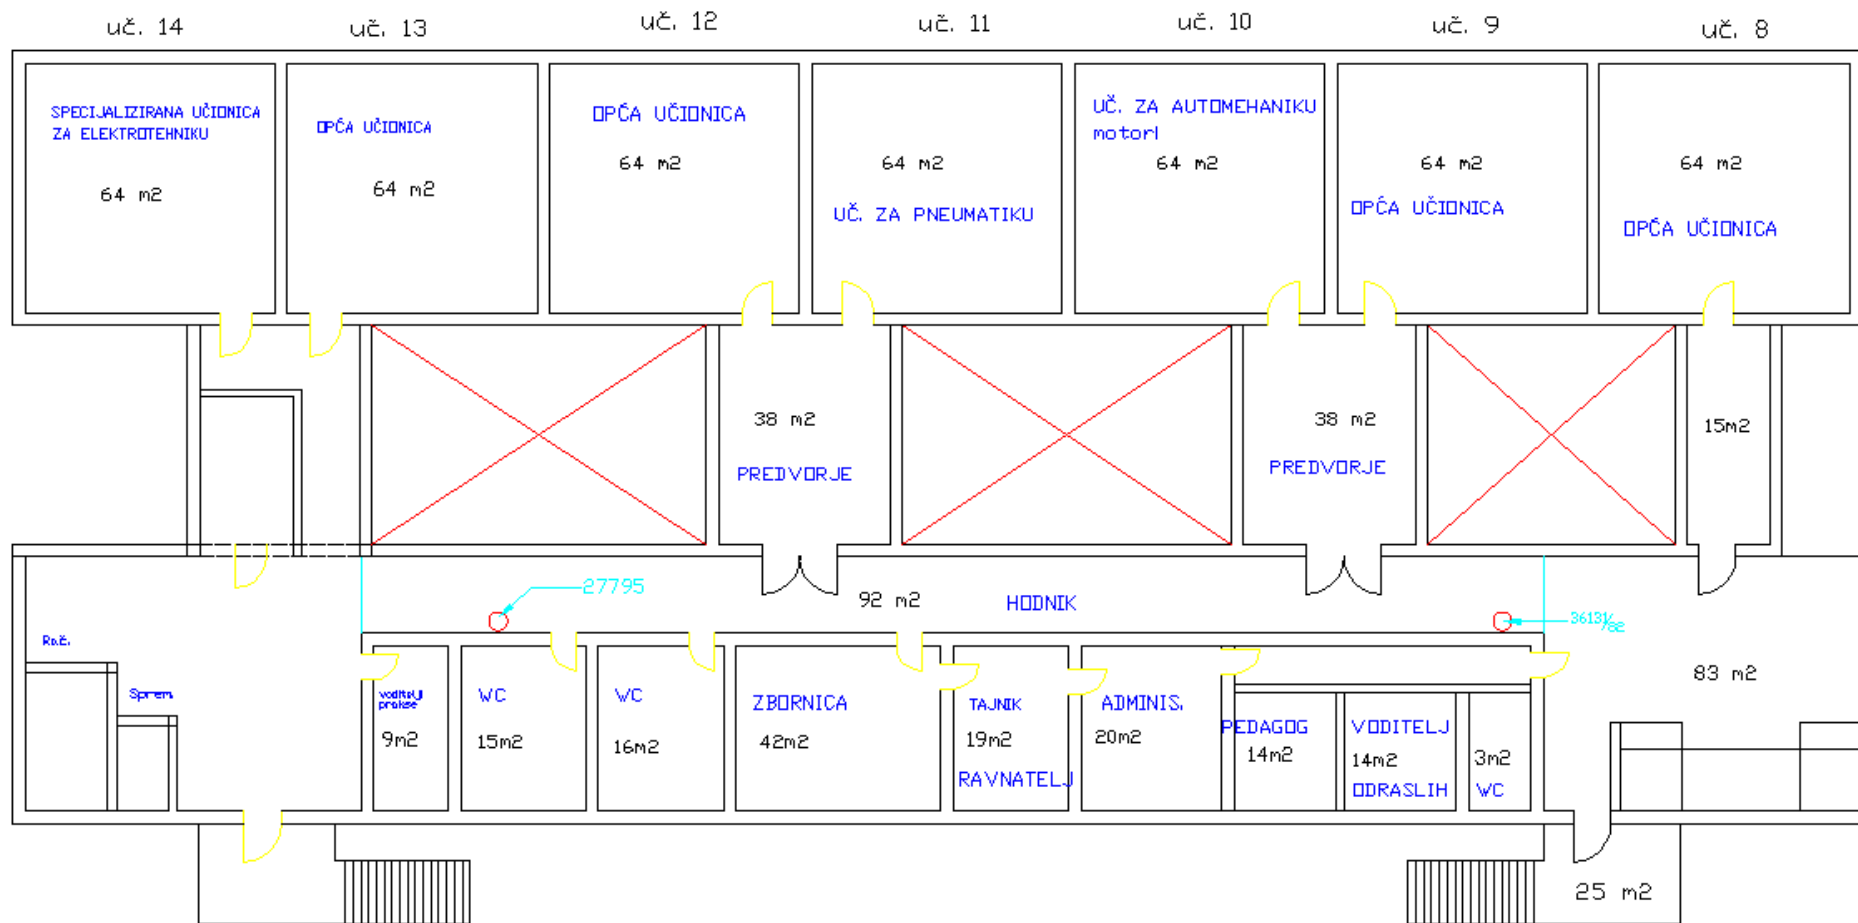 uč. 14
uč. 13
uč. 12
uč. 11
uč. 10
uč. 9
uč. 8
SPECIJALIZIRANA UČIONICA
ZA ELEKTROTEHNIKU
64 m2
OPĆA UČIONICA
64 m2
OPĆA UČIONICA
64 m2
64 m2
UČ. ZA PNEUMATIKU
UČ. ZA AUTOMEHANIKU
motorI
64 m2
64 m2
OPĆA UČIONICA
64 m2
OPĆA UČIONICA
38 m2
PREDVORJE
38 m2
PREDVORJE
15m2
27795
92 m2
HODNIK
36131/82
Rač.
Sprem.
voditelji
prakse
9m2
WC
15m2
WC
16m2
ZBORNICA
42m2
TAJNIK
19m2
RAVNATELJ
ADMINIS.
20m2
PEDAGOG
14m2
VODITELJ
14m2
ODRASLIH
3m2
WC
83 m2
25 m2